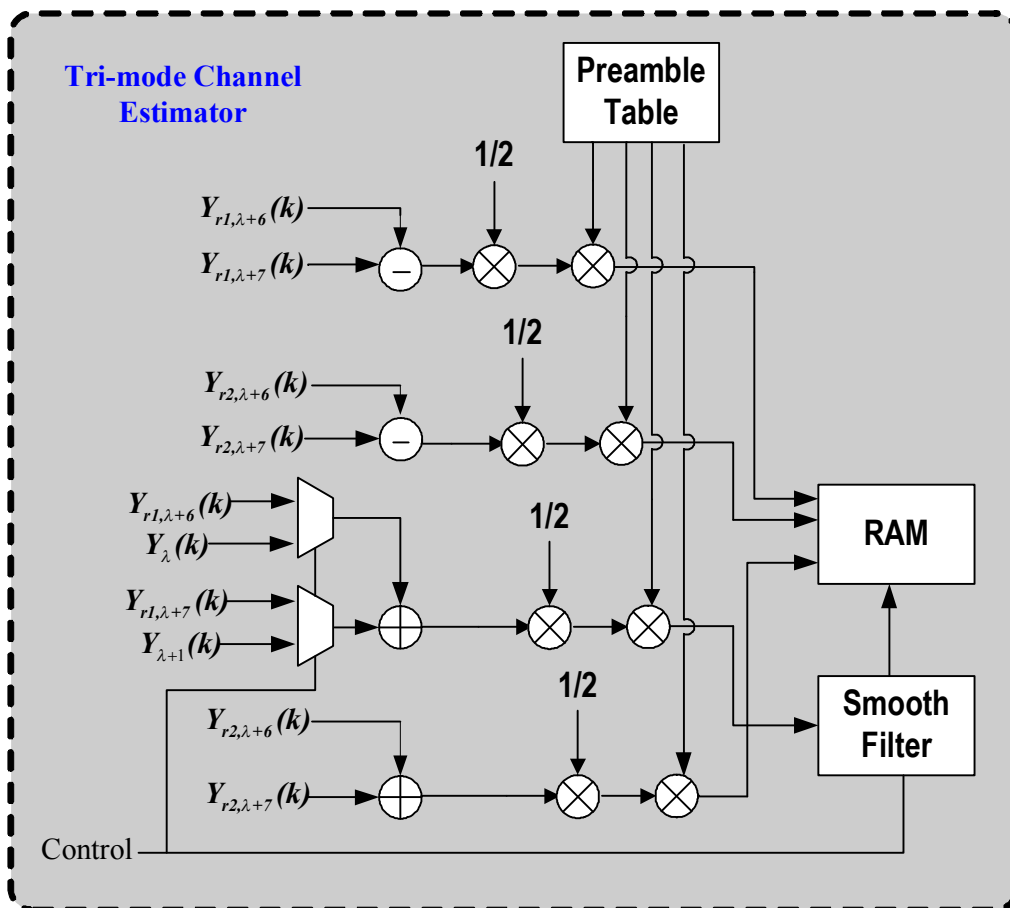 Tri-mode Channel
Estimator
Preamble
Table
1/2
Y_{r1,λ+6}(k)
Y_{r1,λ+7}(k)
−
1/2
Y_{r2,λ+6}(k)
Y_{r2,λ+7}(k)
−
Y_{r1,λ+6}(k)
Y_{λ}(k)
1/2
RAM
Y_{r1,λ+7}(k)
Y_{λ+1}(k)
1/2
Smooth
Filter
Y_{r2,λ+6}(k)
Y_{r2,λ+7}(k)
Control